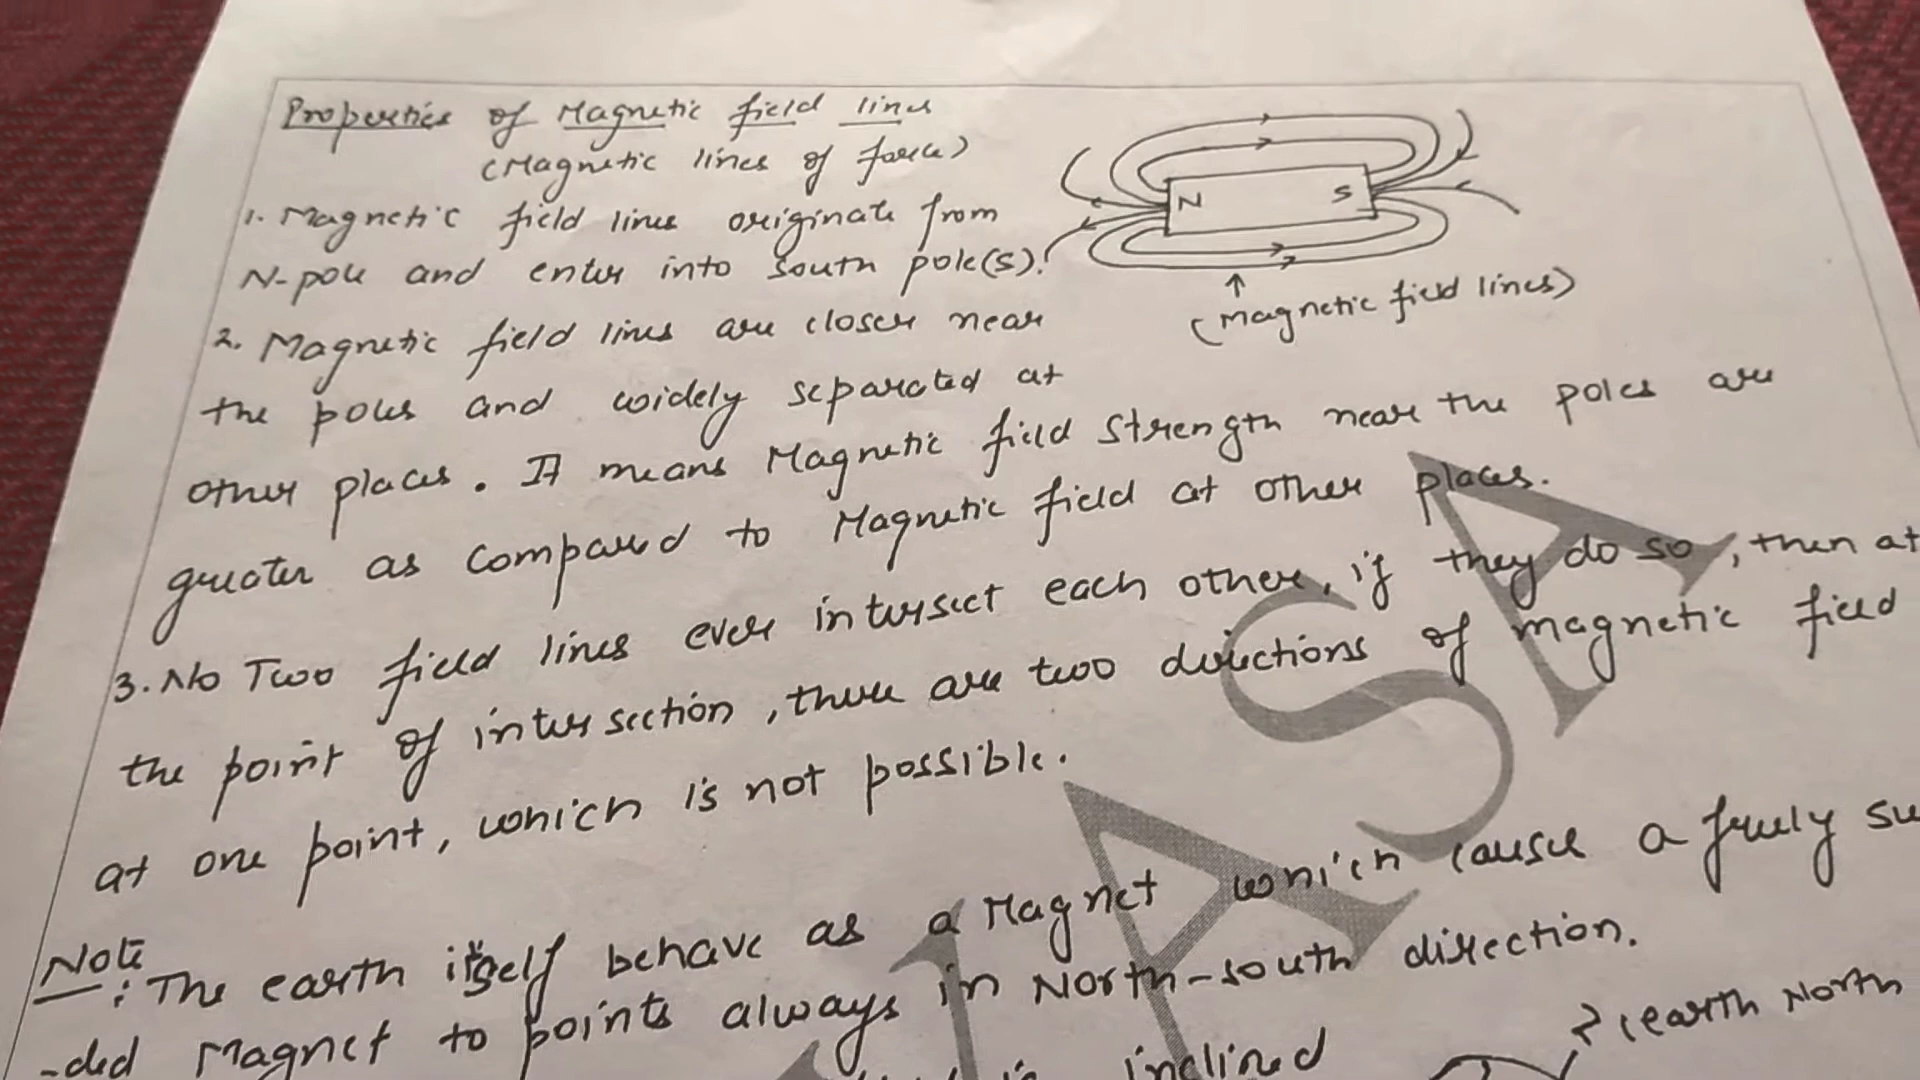 Properties of Magnetic field lines
(Magnetic lines of force)
N S
1. Magnetic field lines originate from
N-pole and enter into south pole(s).
(Magnetic field lines)
2. Magnetic field lines are closer near
the poles and widely separated at
other places. It means Magnetic field strength near the poles are
greater as compared to Magnetic field at other places.
3. No Two field lines ever intersect each other, if they do so, then at
the point of intersection, there are two directions of magnetic field
at one point, which is not possible.
Note: The earth itself behave as a Magnet which cause a freely su
-ded Magnet to points always in North-south direction.
(earth North
is inclined